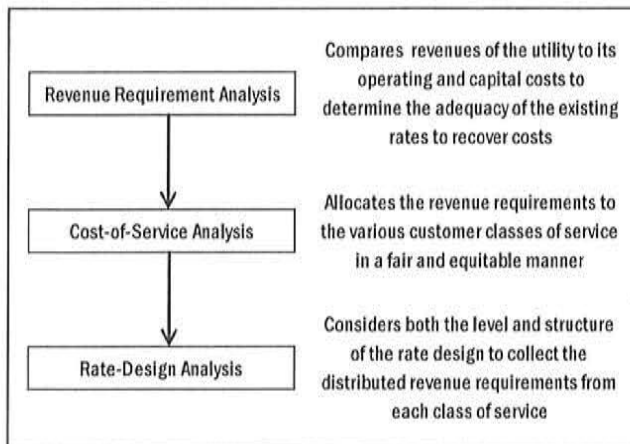 Revenue Requirement Analysis
Compares revenues of the utility to its
operating and capital costs to
determine the adequacy of the existing
rates to recover costs
Cost-of-Service Analysis
Allocates the revenue requirements to
the various customer classes of service
in a fair and equitable manner
Rate-Design Analysis
Considers both the level and structure
of the rate design to collect the
distributed revenue requirements from
each class of service